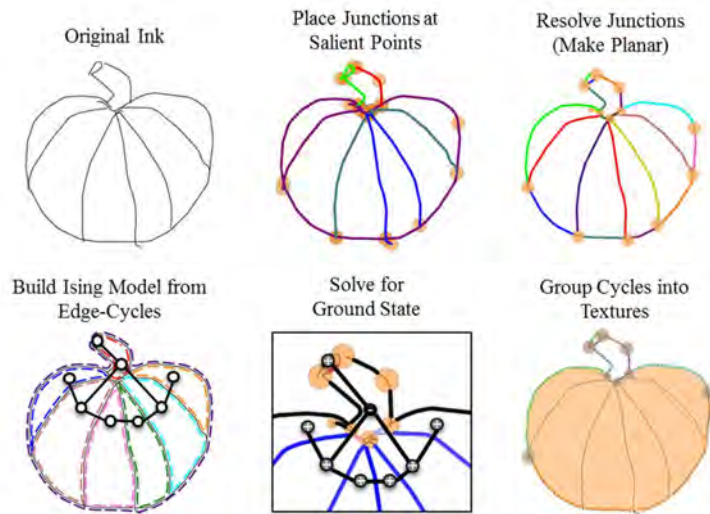 Original Ink
Place Junctions at
Salient Points
Resolve Junctions
(Make Planar)
Build Ising Model from
Edge-Cycles
Solve for
Ground State
Group Cycles into
Textures